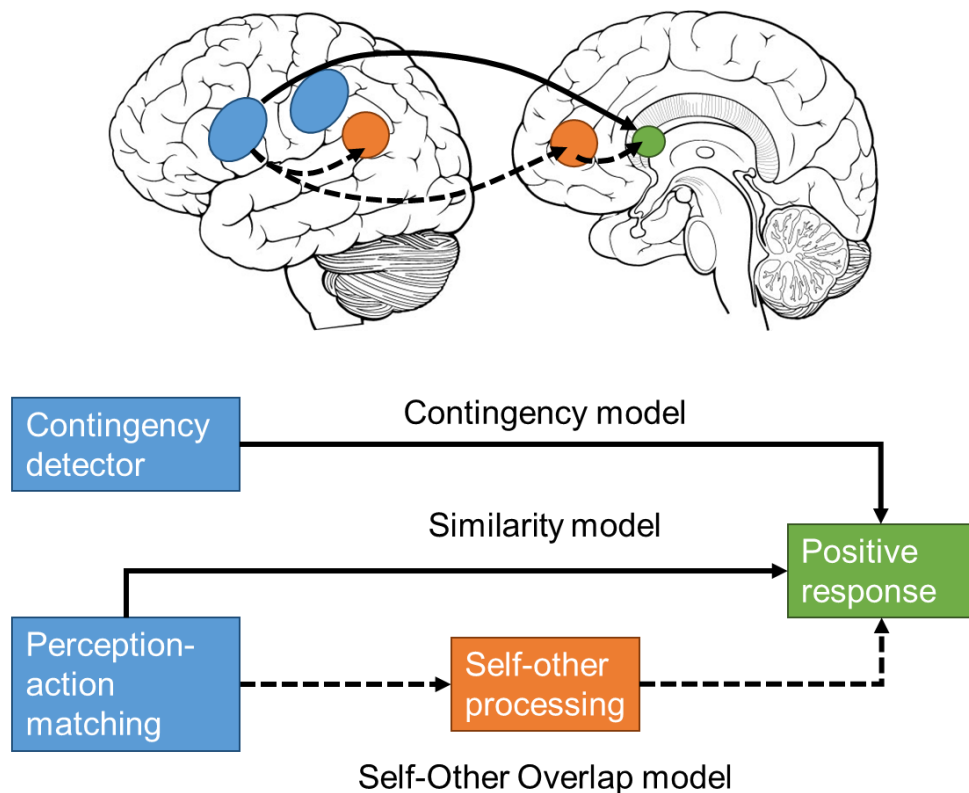 Contingency
detector
Contingency model
Similarity model
Positive
response
Perception-
action
matching
Self-other
processing
Self-Other Overlap model